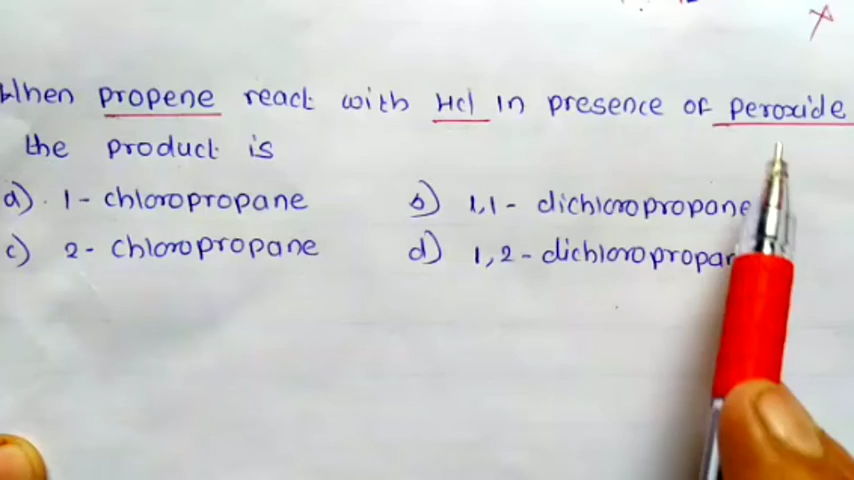 When propene react with Hcl in presence of peroxide
the product is
a). 1- chloropropane b) 1,1- dichloropropane
c) 2- chloropropane d) 1,2-dichloropropan